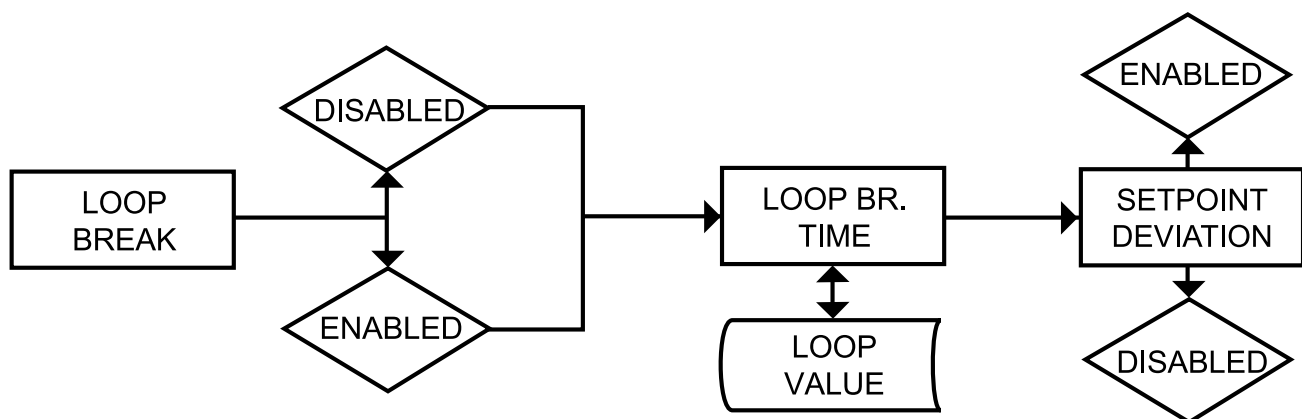 LOOP
BREAK
DISABLED
ENABLED
LOOP BR.
TIME
LOOP
VALUE
ENABLED
SETPOINT
DEVIATION
DISABLED